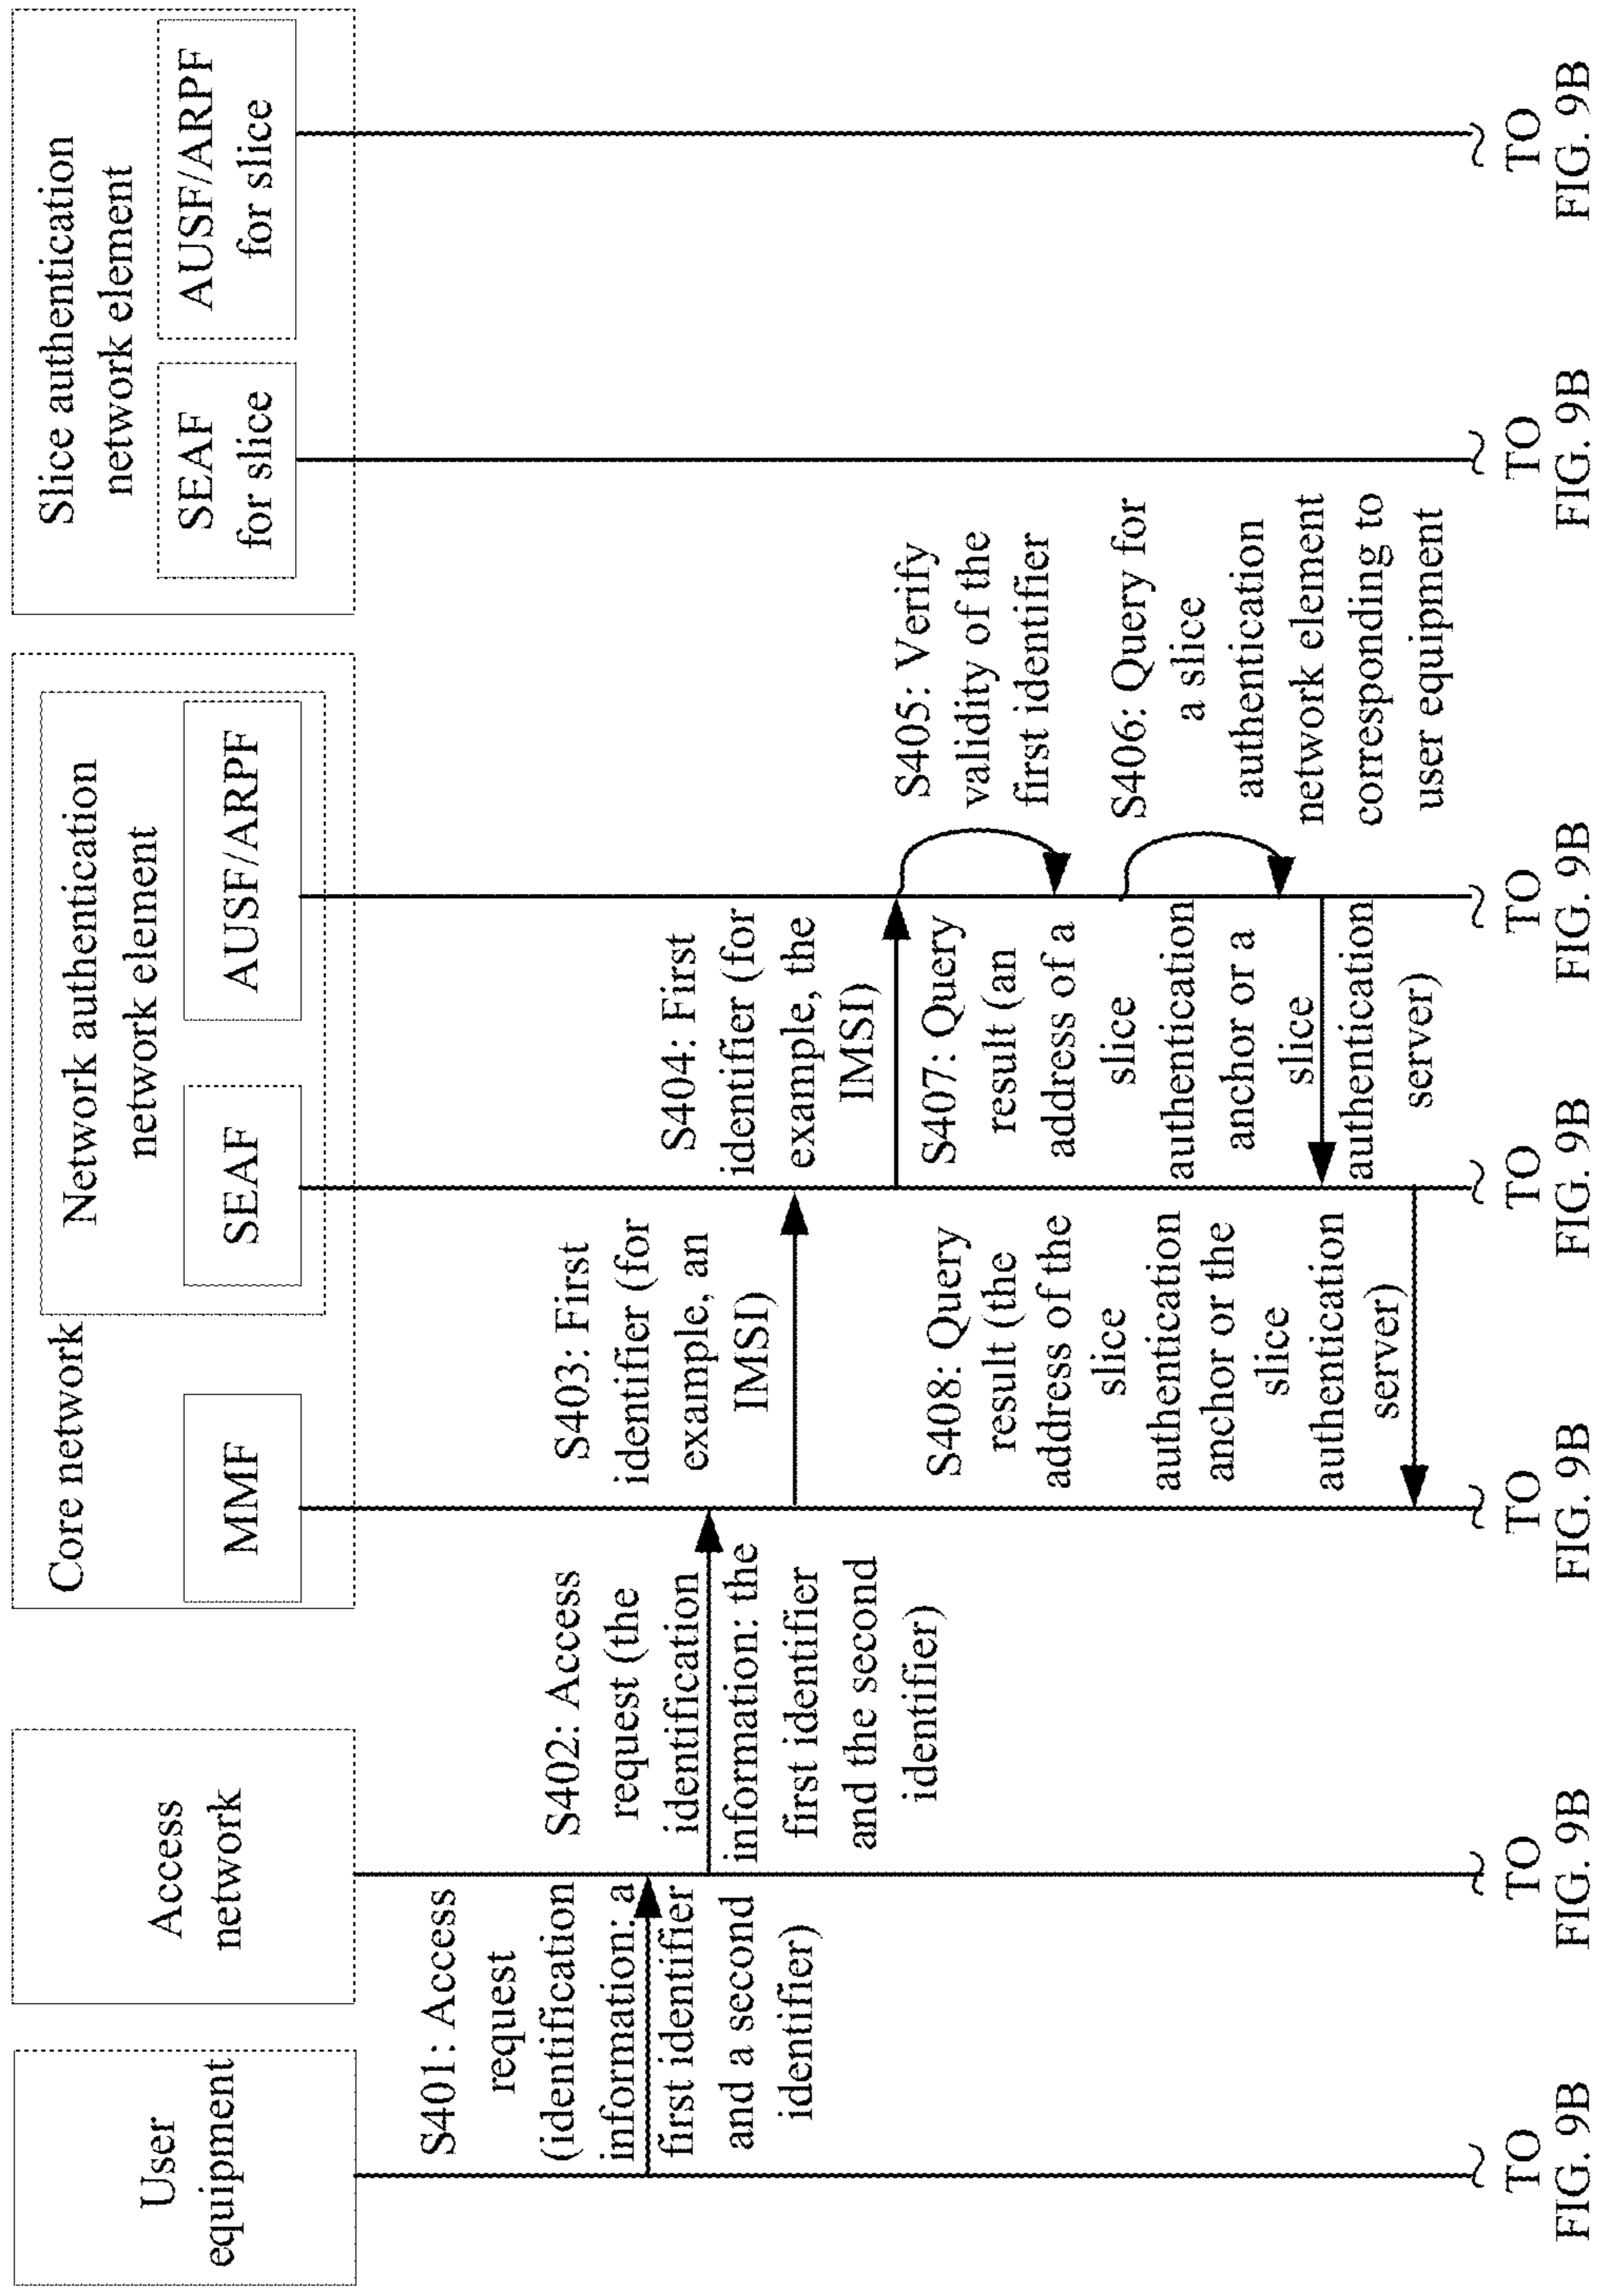 User
equipment
Access
network
Core network
MMF
Network authentication
network element
SEAF
AUSF/ARPF
Slice authentication
network element
SEAF
for slice
AUSF/ARPF
for slice
S401: Access
request
(identification
information: a
first identifier
and a second
identifier)
S402: Access
request (the
identification
information: the
first identifier
and the second
identifier)
S403: First
identifier (for
example, an
IMSI)
S404: First
identifier (for
example, the
IMSI)
S405: Verify
validity of the
first identifier
S406: Query for
a slice
authentication
network element
corresponding to
user equipment
S407: Query
result (an
address of a
slice
authentication
anchor or a
slice
authentication
server)
S408: Query
result (the
address of the
slice
authentication
anchor or the
slice
authentication
server)
TO
FIG. 9B
TO
FIG. 9B
TO
FIG. 9B
TO
FIG. 9B
TO
FIG. 9B
TO
FIG. 9B
TO
FIG. 9B